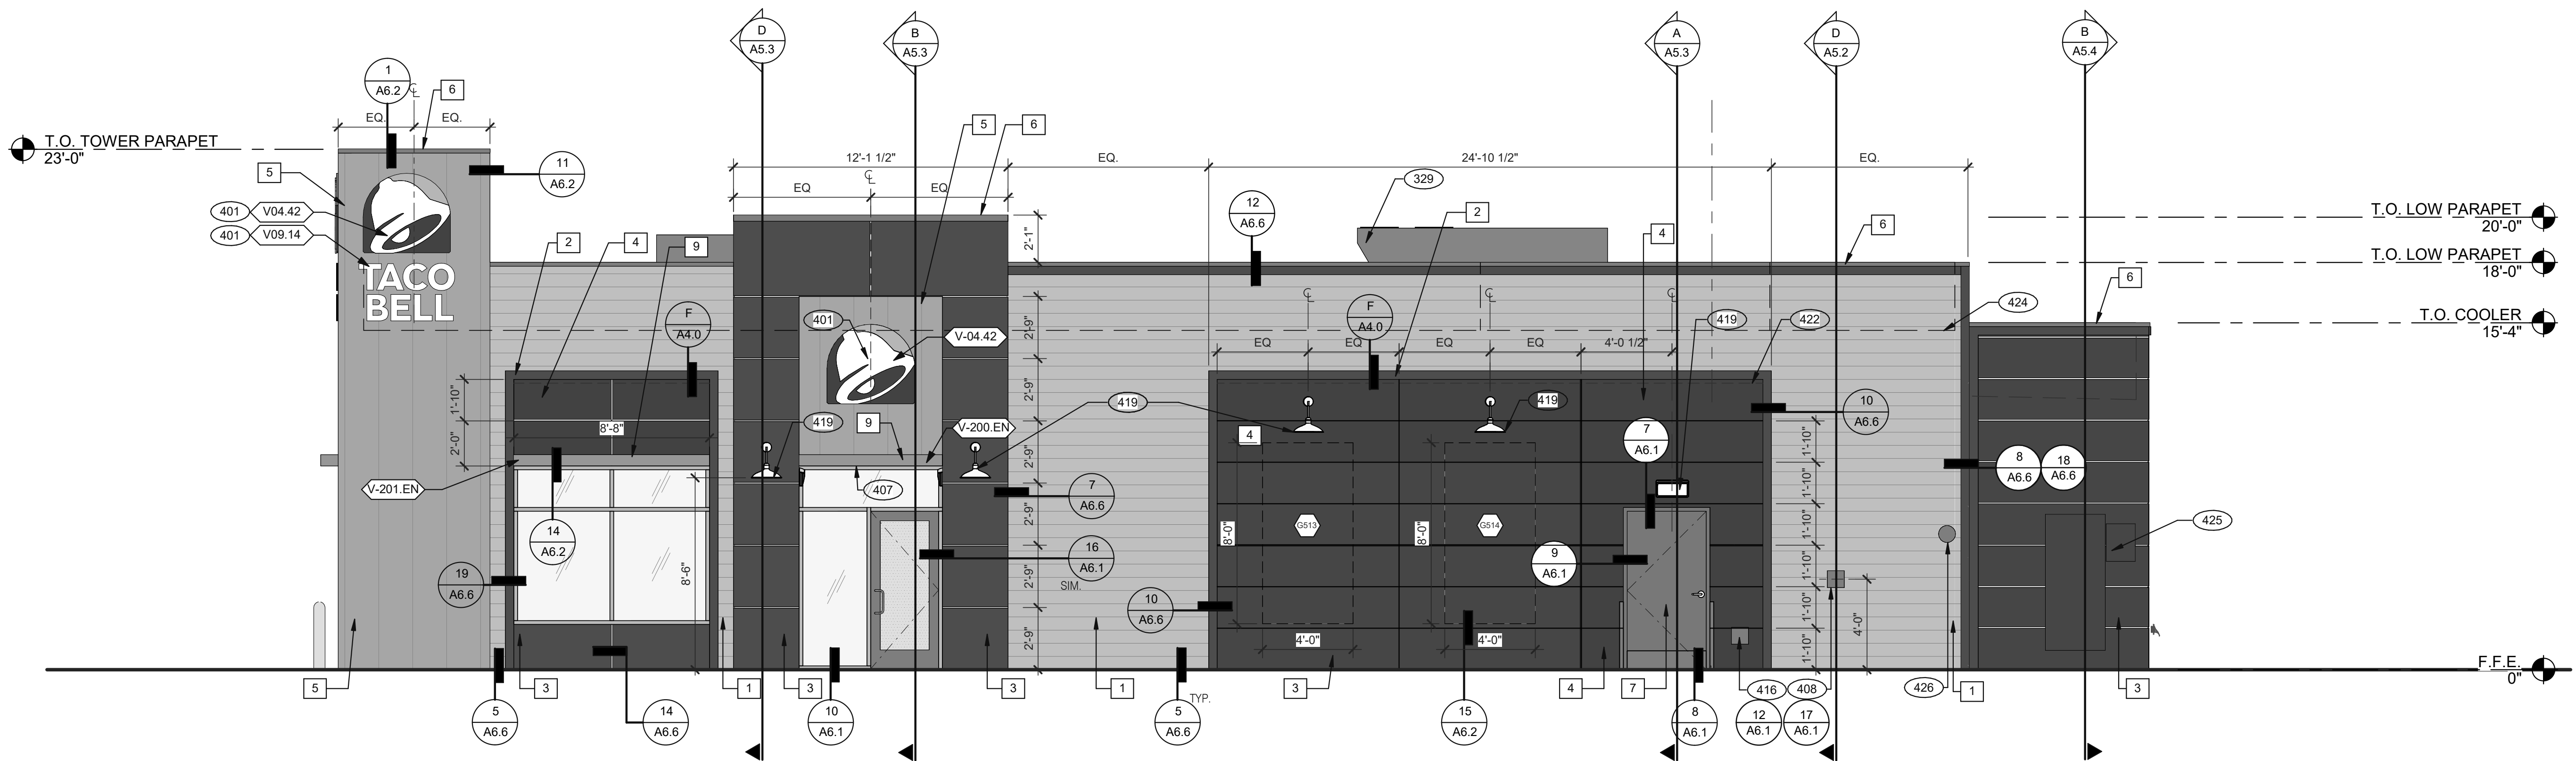 D
A5.3
B
A5.3
A
A5.3
D
A5.2
B
A5.4
1
A6.2
6
℄
EQ.
EQ.
T.O. TOWER PARAPET
23'-0"
11
A6.2
5
5
6
12'-1 1/2"
EQ.
24'-10 1/2"
EQ.
EQ
℄
EQ
329
401
V04.42
401
V09.14
12
A6.6
2
4
6
T.O. LOW PARAPET
20'-0"
2
4
9
2'-1"
TACO
BELL
T.O. LOW PARAPET
18'-0"
6
F
A4.0
401
V-04.42
2'-9"
℄
℄
℄
F
A4.0
419
422
424
T.O. COOLER
15'-4"
EQ
EQ
EQ
EQ
4'-0 1/2"
1'-10"
2'-9"
419
419
10
A6.6
8'-8"
419
9
V-200.EN
4
7
A6.1
2'-0"
2'-9"
1'-10"
8
A6.6
18
A6.6
V-201.EN
407
7
A6.6
1'-10"
14
A6.2
2'-9"
8'-0"
G513
8'-0"
G514
1'-10"
425
16
A6.1
SIM.
9
A6.1
19
A6.6
8'-6"
2'-9"
1'-10"
4'-0"
10
A6.6
2'-9"
4'-0"
4'-0"
1'-10"
F.F.E.
0"
5
3
1
3
3
1
3
4
7
416
408
426
1
3
TYP.
5
A6.6
14
A6.6
10
A6.1
5
A6.6
15
A6.2
8
A6.1
12
A6.1
17
A6.1